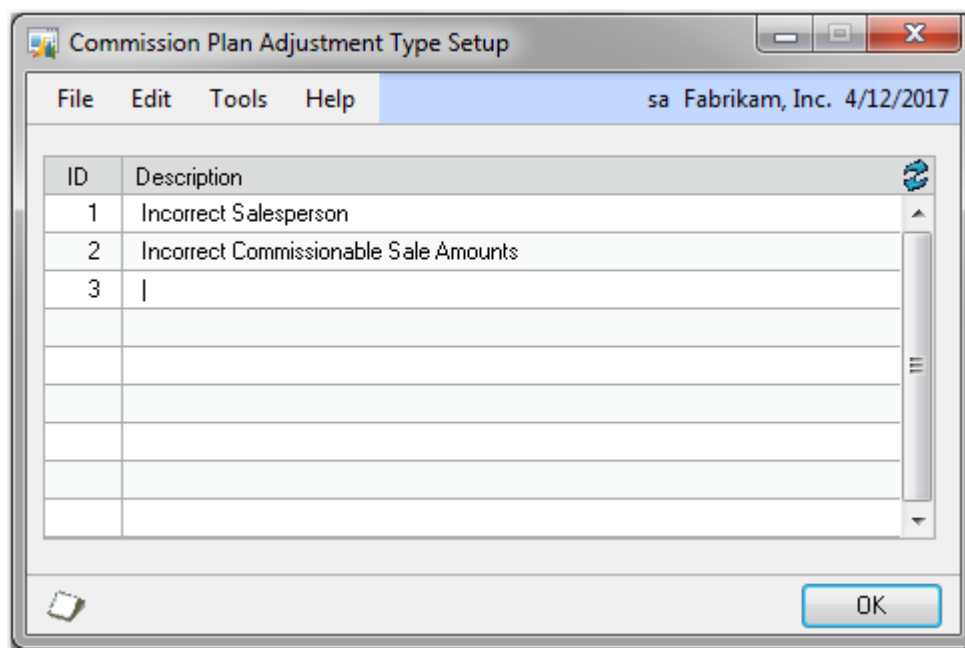 Commission Plan Adjustment Type Setup
File Edit Tools Help sa Fabrikam, Inc. 4/12/2017
ID Description
1 Incorrect Salesperson
2 Incorrect Commissionable Sale Amounts
3
OK